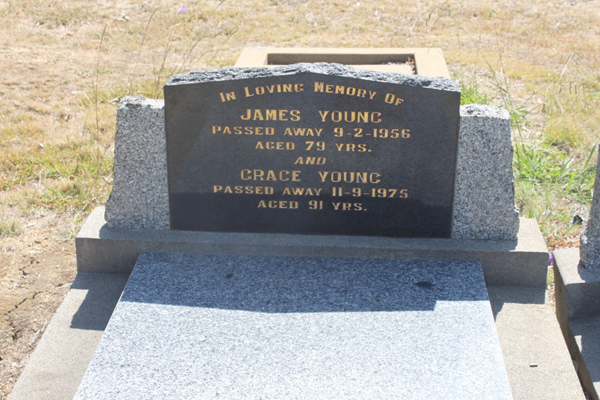 In Loving Memory Of
JAMES YOUNG
PASSED AWAY 9-2-1956
AGED 79 YRS.
AND
GRACE YOUNG
PASSED AWAY 11-9-1975
AGED 91 YRS.